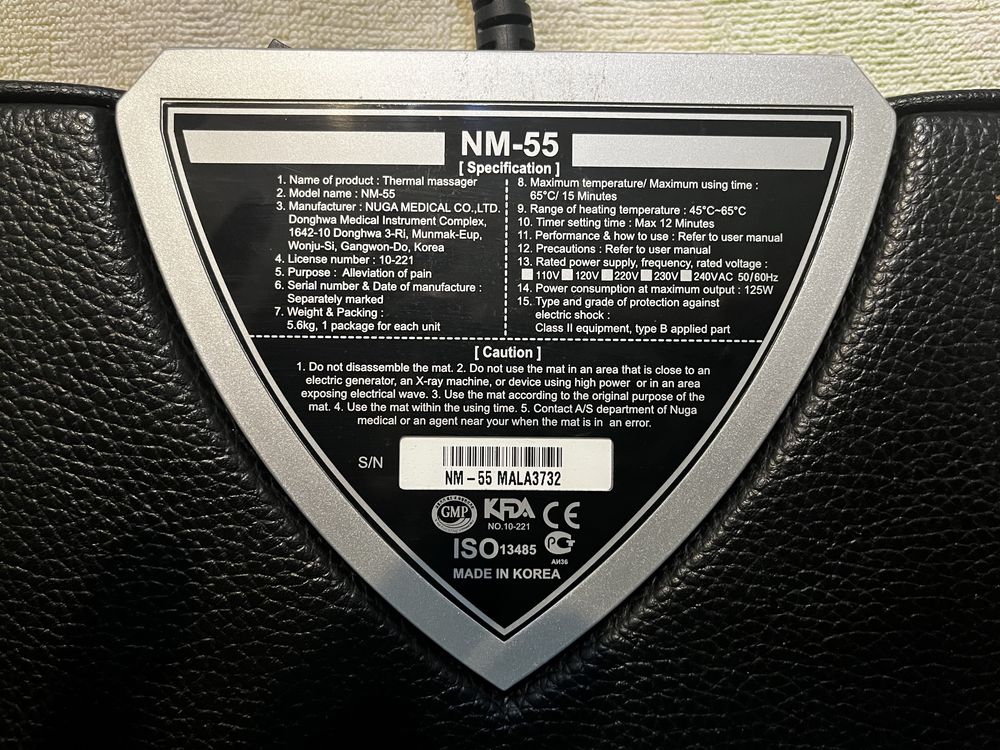 NM-55
[ Specification ]
1. Name of product : Thermal massager
2. Model name : NM-55
3. Manufacturer : NUGA MEDICAL CO.,LTD.
Donghwa Medical Instrument Complex,
1642-10 Donghwa 3-Ri, Munmak-Eup,
Wonju-Si, Gangwon-Do, Korea
4. License number : 10-221
5. Purpose : Alleviation of pain
6. Serial number & Date of manufacture :
Separately marked
7. Weight & Packing :
5.6kg, 1 package for each unit
8. Maximum temperature/ Maximum using time :
65°C/ 15 Minutes
9. Range of heating temperature : 45°C~65°C
10. Timer setting time : Max 12 Minutes
11. Performance & how to use : Refer to user manual
12. Precautions : Refer to user manual
13. Rated power supply, frequency, rated voltage :
110V 120V 220V 230V 240VAC 50/60Hz
14. Power consumption at maximum output : 125W
15. Type and grade of protection against
electric shock :
Class II equipment, type B applied part
[ Caution ]
1. Do not disassemble the mat. 2. Do not use the mat in an area that is close to an
electric generator, an X-ray machine, or device using high power or in an area
exposing electrical wave. 3. Use the mat according to the original purpose of the
mat. 4. Use the mat within the using time. 5. Contact A/S department of Nuga
medical or an agent near your when the mat is in an error.
S/N
NM - 55 MALA3732
GMP KFDA CE
NO.10-221
ISO13485 РСТ
АИ36
MADE IN KOREA